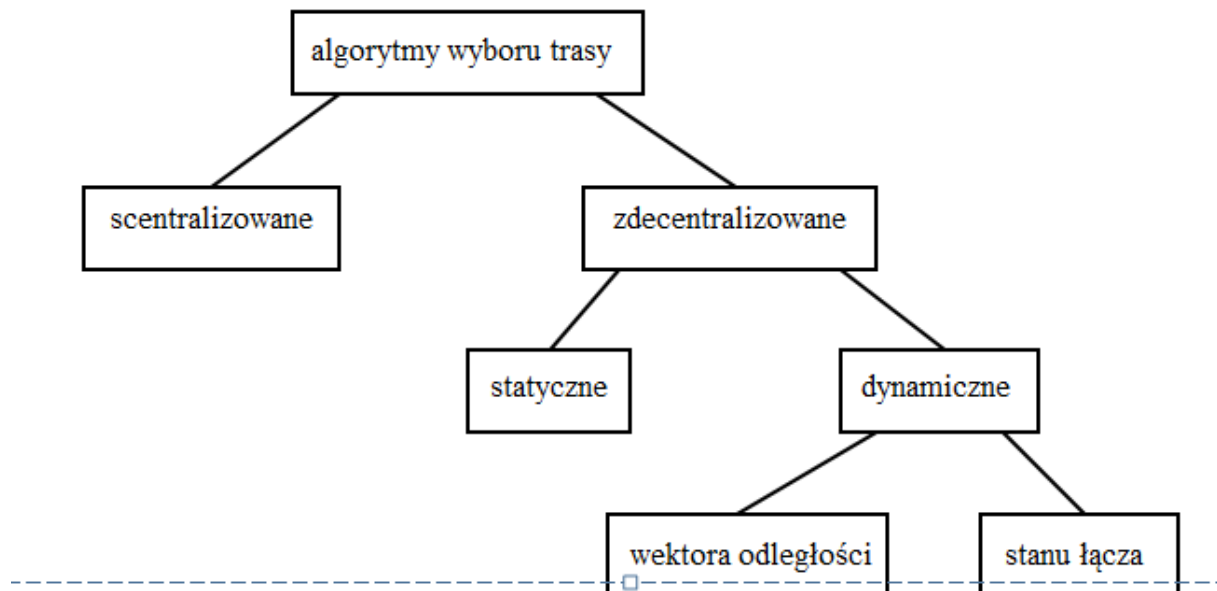 algorytmy wyboru trasy
scentralizowane
zdecentralizowane
statyczne
dynamiczne
wektora odległości
stanu łącza